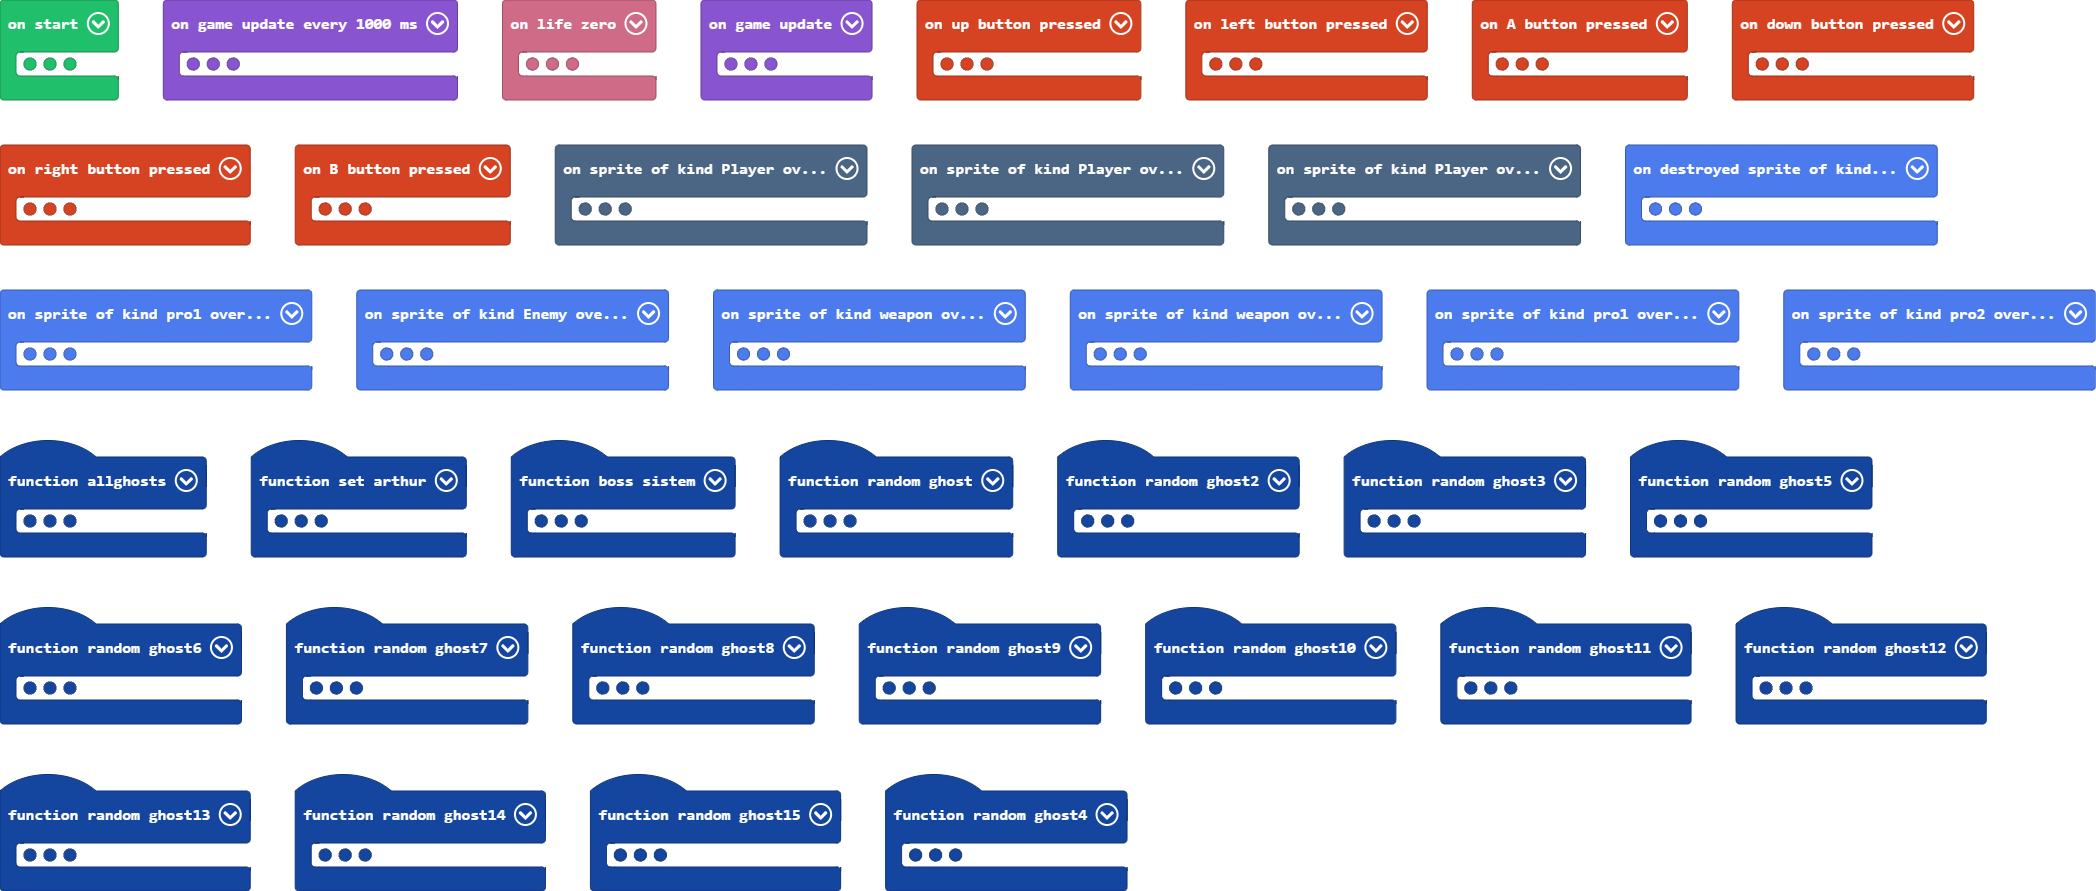 on start
on game update every 1000 ms
on life zero
on game update
on up button pressed
on left button pressed
on A button pressed
on down button pressed
on right button pressed
on B button pressed
on sprite of kind Player ov...
on sprite of kind Player ov...
on sprite of kind Player ov...
on destroyed sprite of kind...
on sprite of kind pro1 over...
on sprite of kind Enemy ove...
on sprite of kind weapon ov...
on sprite of kind weapon ov...
on sprite of kind pro1 over...
on sprite of kind pro2 over...
function allghosts
function set arthur
function boss sistem
function random ghost
function random ghost2
function random ghost3
function random ghost5
function random ghost6
function random ghost7
function random ghost8
function random ghost9
function random ghost10
function random ghost11
function random ghost12
function random ghost13
function random ghost14
function random ghost15
function random ghost4